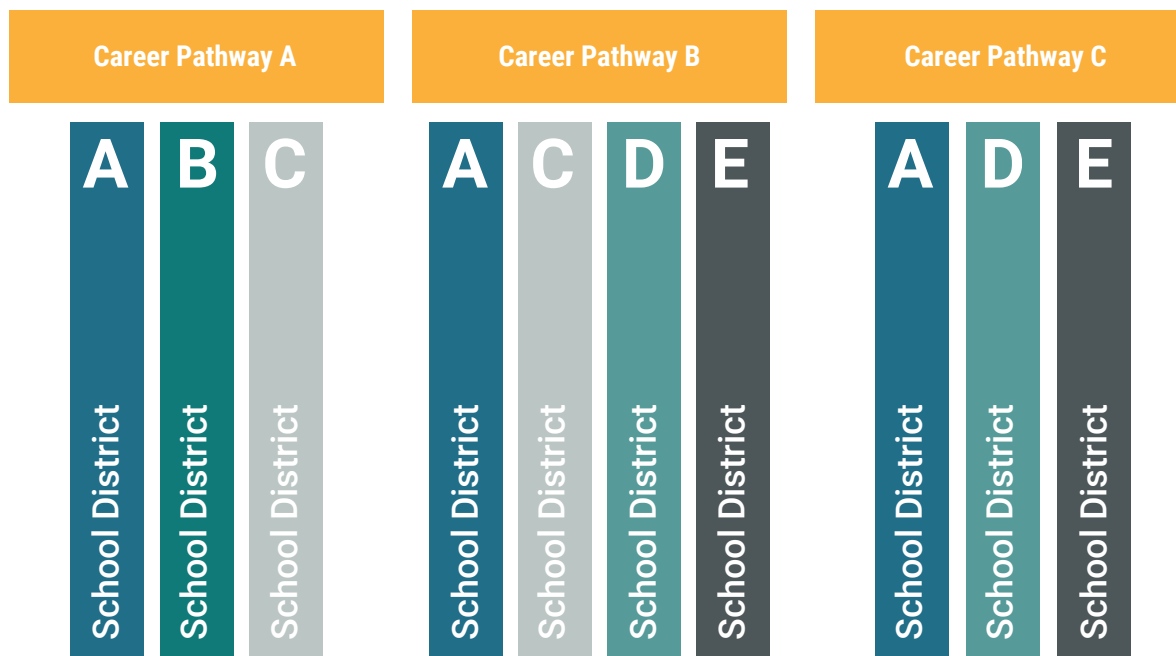 Career Pathway A
A B C
School District School District School District
Career Pathway B
A C D E
School District School District School District School District
Career Pathway C
A D E
School District School District School District